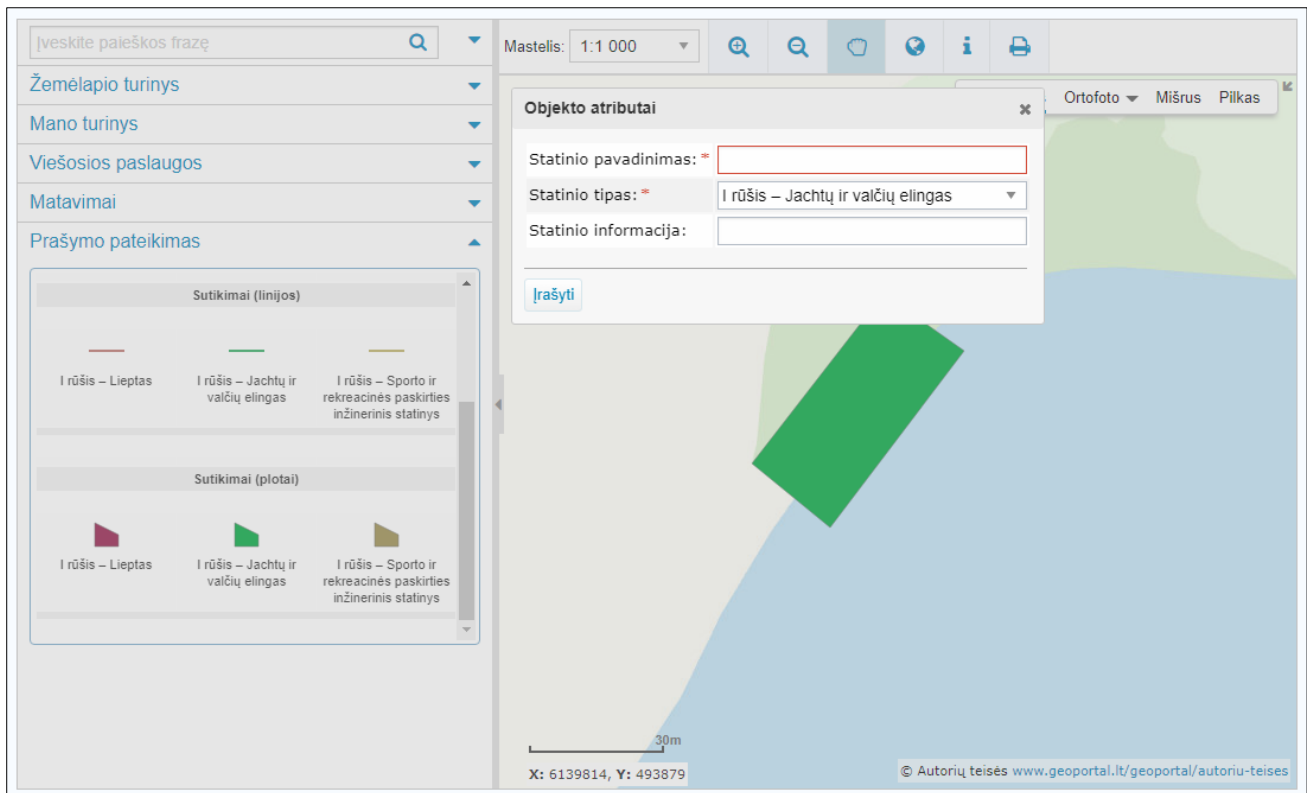 Įveskite paieškos frazę
Žemėlapio turinys
Mano turinys
Viešosios paslaugos
Matavimai
Prašymo pateikimas
Sutikimai (linijos)
I rūšis – Lieptas
I rūšis – Jachtų ir
valčių elingas
I rūšis – Sporto ir
rekreacinės paskirties
inžinerinis statinys
Sutikimai (plotai)
I rūšis – Lieptas
I rūšis – Jachtų ir
valčių elingas
I rūšis – Sporto ir
rekreacinės paskirties
inžinerinis statinys
Mastelis: 1:1 000
Ortofoto Mišrus Pilkas
Objekto atributai
Statinio pavadinimas: *
Statinio tipas: * I rūšis – Jachtų ir valčių elingas
Statinio informacija:
Įrašyti
30m
X: 6139814, Y: 493879
© Autorių teisės www.geoportal.lt/geoportal/autoriu-teises